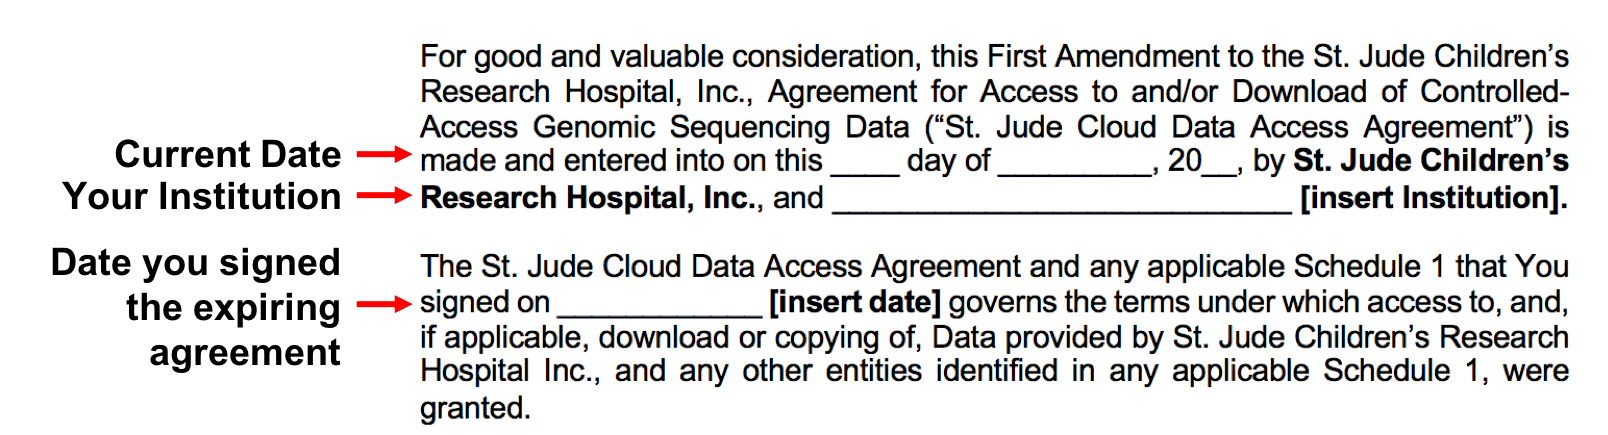 For good and valuable consideration, this First Amendment to the St. Jude Children’s
Research Hospital, Inc., Agreement for Access to and/or Download of Controlled-
Access Genomic Sequencing Data (“St. Jude Cloud Data Access Agreement”) is
Current Date
made and entered into on this ____ day of _________, 20__, by St. Jude Children’s
Your Institution
Research Hospital, Inc., and ___________________________ [insert Institution].
Date you signed
the expiring
agreement
The St. Jude Cloud Data Access Agreement and any applicable Schedule 1 that You
signed on ____________ [insert date] governs the terms under which access to, and,
if applicable, download or copying of, Data provided by St. Jude Children’s Research
Hospital Inc., and any other entities identified in any applicable Schedule 1, were
granted.